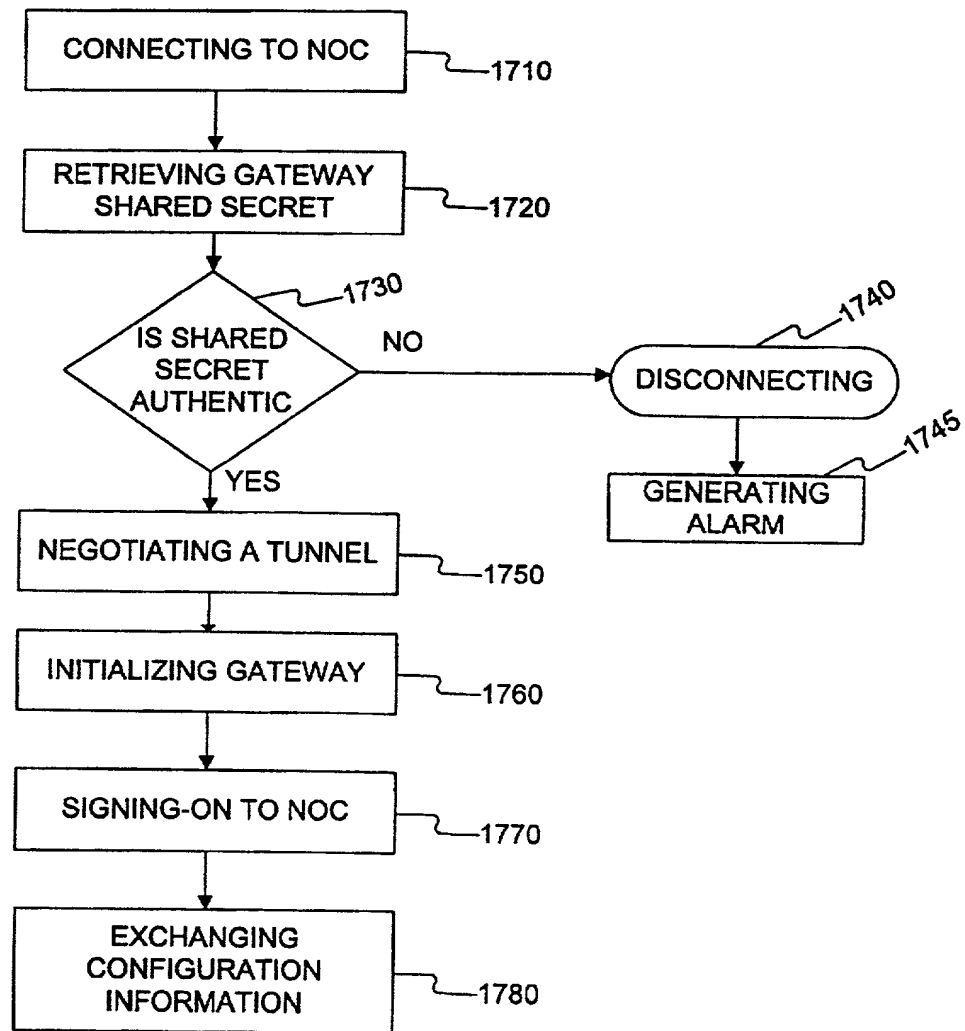 CONNECTING TO NOC
1710
RETRIEVING GATEWAY
SHARED SECRET
1720
1730
IS SHARED
SECRET
AUTHENTIC
NO
1740
DISCONNECTING
1745
GENERATING
ALARM
YES
NEGOTIATING A TUNNEL
1750
INITIALIZING GATEWAY
1760
SIGNING-ON TO NOC
1770
EXCHANGING
CONFIGURATION
INFORMATION
1780